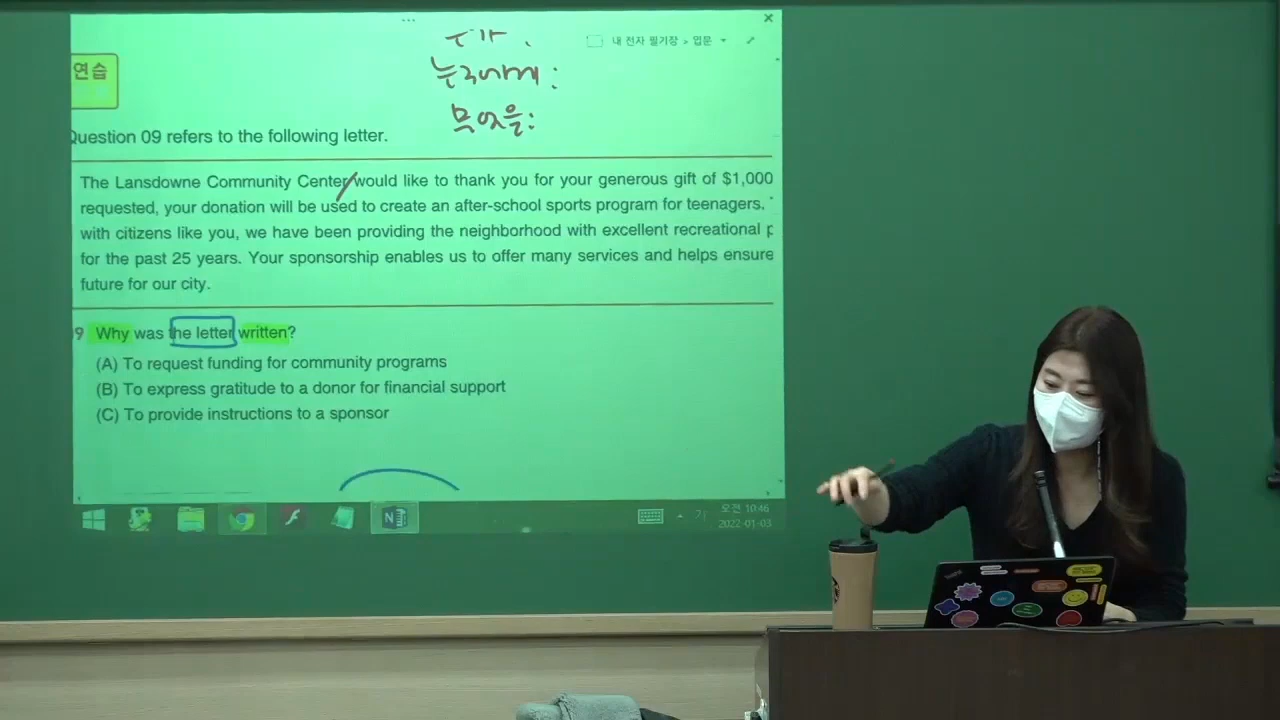 내 전자 필기장 > 입문
누구에게:
무엇을:
연습
Question 09 refers to the following letter.
The Lansdowne Community Center would like to thank you for your generous gift of $1,000
requested, your donation will be used to create an after-school sports program for teenagers.
with citizens like you, we have been providing the neighborhood with excellent recreational p
for the past 25 years. Your sponsorship enables us to offer many services and helps ensure
future for our city.
9 Why was the letter written?
(A) To request funding for community programs
(B) To express gratitude to a donor for financial support
(C) To provide instructions to a sponsor
N
오전 10:46
2022-01-03